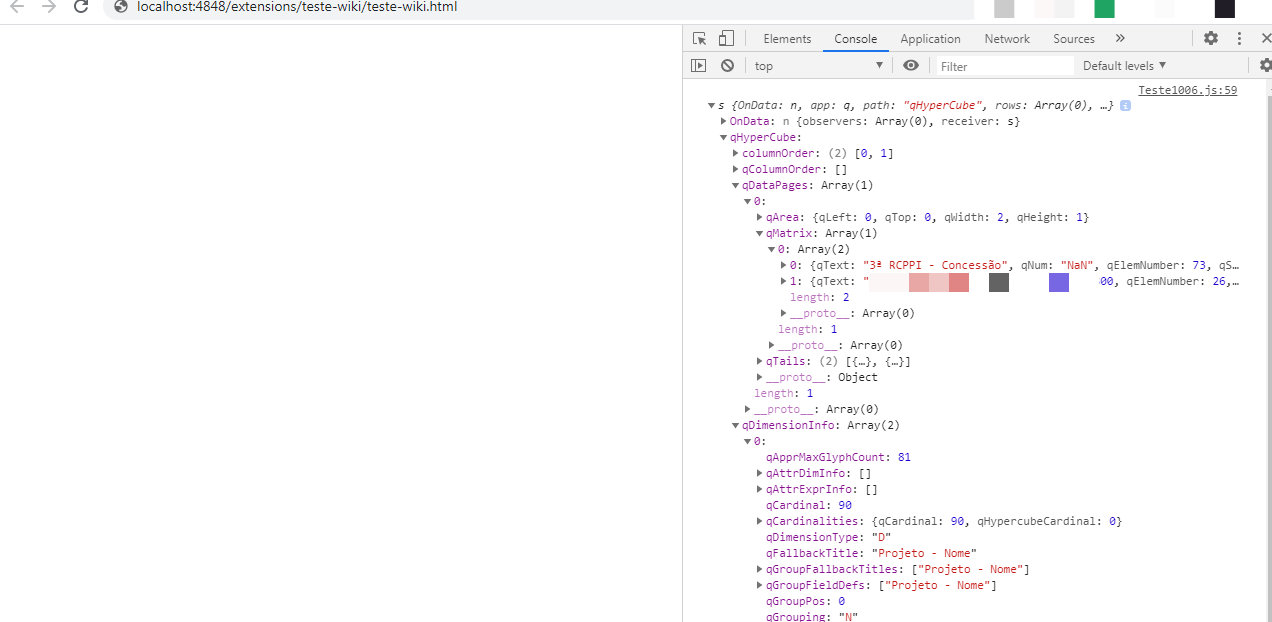 localhost:4848/extensions/teste-wiki/teste-wiki.html
Elements Console Application Network Sources »
top ▼ Filter Default levels ▼
Teste1006.js:59
▼s {OnData: n, app: q, path: "qHyperCube", rows: Array(0), …} i
▶OnData: n {observers: Array(0), receiver: s}
▼qHyperCube:
▶columnOrder: (2) [0, 1]
▶qColumnOrder: []
▼qDataPages: Array(1)
▼0:
▶qArea: {qLeft: 0, qTop: 0, qWidth: 2, qHeight: 1}
▼qMatrix: Array(1)
▼0: Array(2)
▶0: {qText: "3ª RCPPI - Concessão", qNum: "NaN", qElemNumber: 73, qS…
▶1: {qText: " 00, qElemNumber: 26,…
length: 2
▶__proto__: Array(0)
length: 1
▶__proto__: Array(0)
▶qTails: (2) [{…}, {…}]
▶__proto__: Object
length: 1
▶__proto__: Array(0)
▼qDimensionInfo: Array(2)
▼0:
qApprMaxGlyphCount: 81
▶qAttrDimInfo: []
▶qAttrExprInfo: []
qCardinal: 90
▶qCardinalities: {qCardinal: 90, qHypercubeCardinal: 0}
qDimensionType: "D"
qFallbackTitle: "Projeto - Nome"
▶qGroupFallbackTitles: ["Projeto - Nome"]
▶qGroupFieldDefs: ["Projeto - Nome"]
qGroupPos: 0
qGrouping: "N"